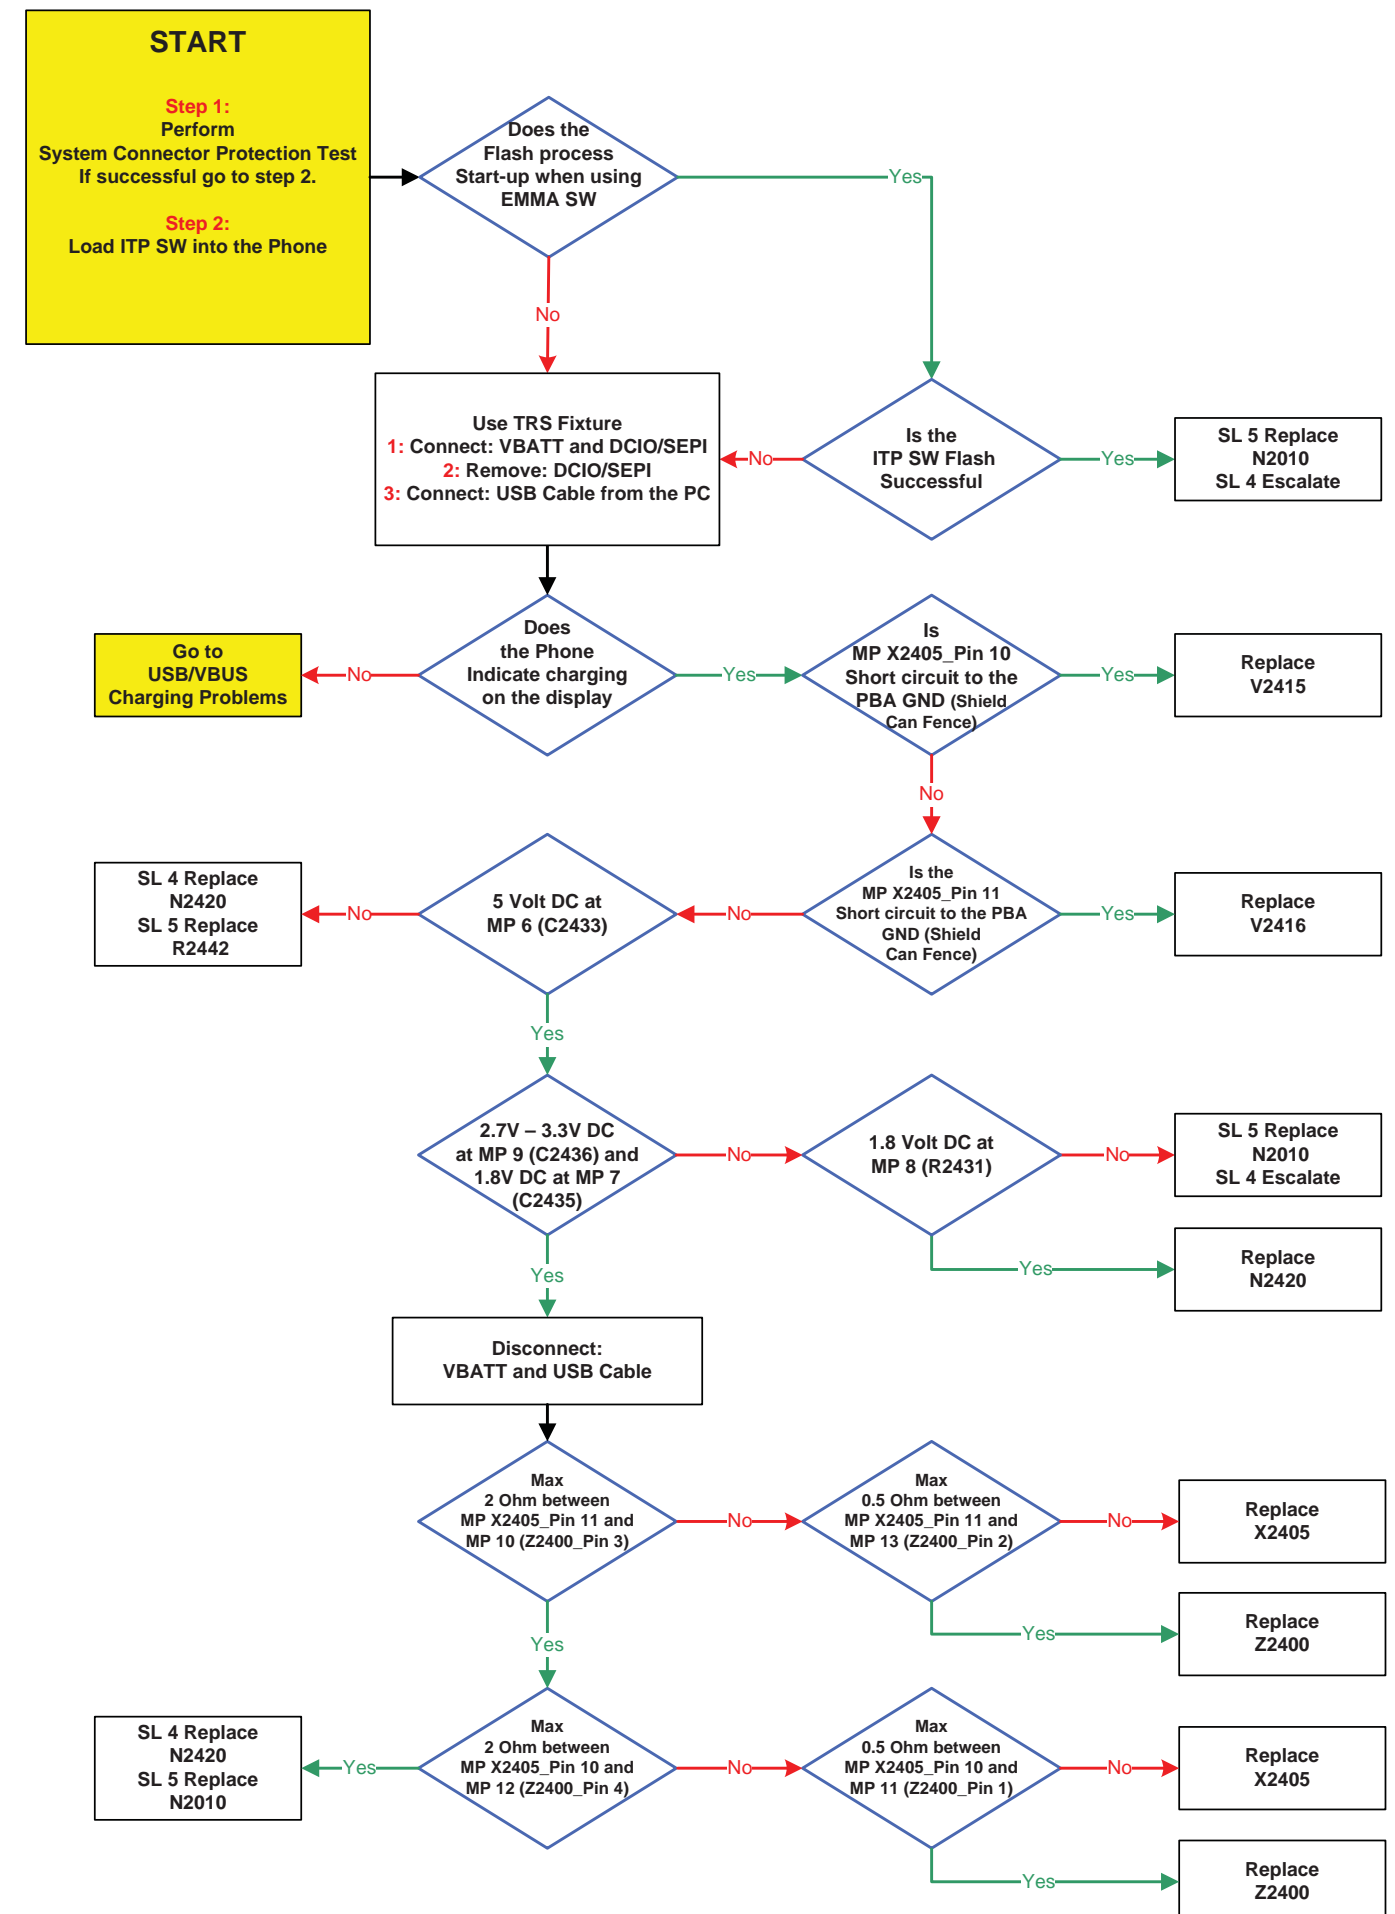 START
Step 1:
Perform
System Connector Protection Test
If successful go to step 2.
Step 2:
Load ITP SW into the Phone
Does the
Flash process
Start-up when using
EMMA SW
Yes
No
Use TRS Fixture
1: Connect: VBATT and DCIO/SEPI
2: Remove: DCIO/SEPI
3: Connect: USB Cable from the PC
No
Is the
ITP SW Flash
Successful
Yes
SL 5 Replace
N2010
SL 4 Escalate
Go to
USB/VBUS
Charging Problems
No
Does
the Phone
Indicate charging
on the display
Yes
Is
MP X2405_Pin 10
Short circuit to the
PBA GND (Shield
Can Fence)
Yes
Replace
V2415
No
SL 4 Replace
N2420
SL 5 Replace
R2442
No
5 Volt DC at
MP 6 (C2433)
No
Is the
MP X2405_Pin 11
Short circuit to the PBA
GND (Shield
Can Fence)
Yes
Replace
V2416
Yes
2.7V – 3.3V DC
at MP 9 (C2436) and
1.8V DC at MP 7
(C2435)
No
1.8 Volt DC at
MP 8 (R2431)
No
SL 5 Replace
N2010
SL 4 Escalate
Yes
Replace
N2420
Yes
Disconnect:
VBATT and USB Cable
Max
2 Ohm between
MP X2405_Pin 11 and
MP 10 (Z2400_Pin 3)
No
Max
0.5 Ohm between
MP X2405_Pin 11 and
MP 13 (Z2400_Pin 2)
No
Replace
X2405
Yes
Replace
Z2400
Yes
SL 4 Replace
N2420
SL 5 Replace
N2010
Yes
Max
2 Ohm between
MP X2405_Pin 10 and
MP 12 (Z2400_Pin 4)
No
Max
0.5 Ohm between
MP X2405_Pin 10 and
MP 11 (Z2400_Pin 1)
No
Replace
X2405
Yes
Replace
Z2400